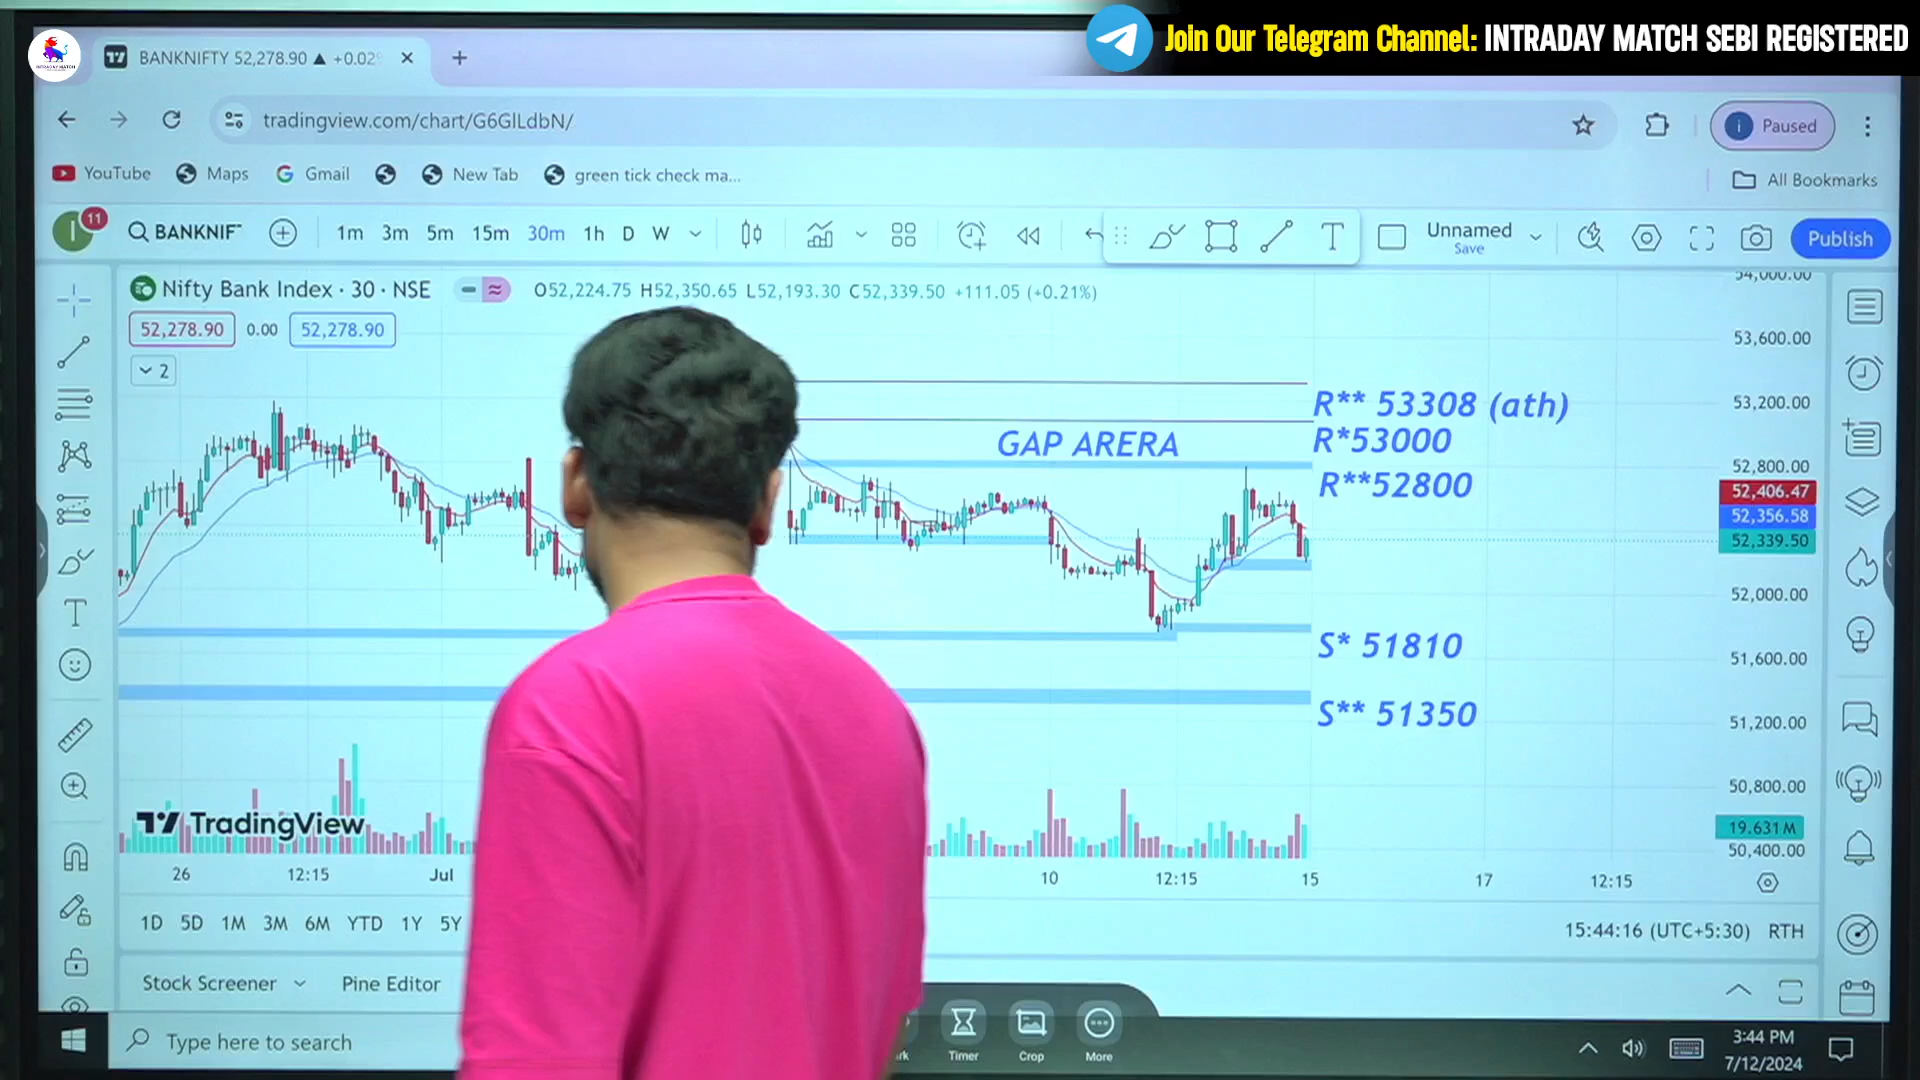 Join Our Telegram Channel: INTRADAY MATCH SEBI REGISTERED
INTRADAY MATCH
BANKNIFTY 52,278.90 ▲ +0.02%
tradingview.com/chart/G6GILdbN/
Paused
YouTube Maps Gmail New Tab green tick check ma...
All Bookmarks
11
BANKNIF
1m 3m 5m 15m 30m 1h D W
Unnamed
Save
Publish
Nifty Bank Index · 30 · NSE
O52,224.75 H52,350.65 L52,193.30 C52,339.50 +111.05 (+0.21%)
52,278.90 0.00 52,278.90
2
54,000.00
53,600.00
53,200.00
52,800.00
52,406.47
52,356.58
52,339.50
52,000.00
51,600.00
51,200.00
50,800.00
19.631M
50,400.00
R** 53308 (ath)
GAP ARERA
R*53000
R**52800
S* 51810
S** 51350
TradingView
26 12:15 Jul 10 12:15 15 17 12:15
1D 5D 1M 3M 6M YTD 1Y 5Y
15:44:16 (UTC+5:30) RTH
Stock Screener Pine Editor
Timer Crop More
Type here to search
3:44 PM
7/12/2024